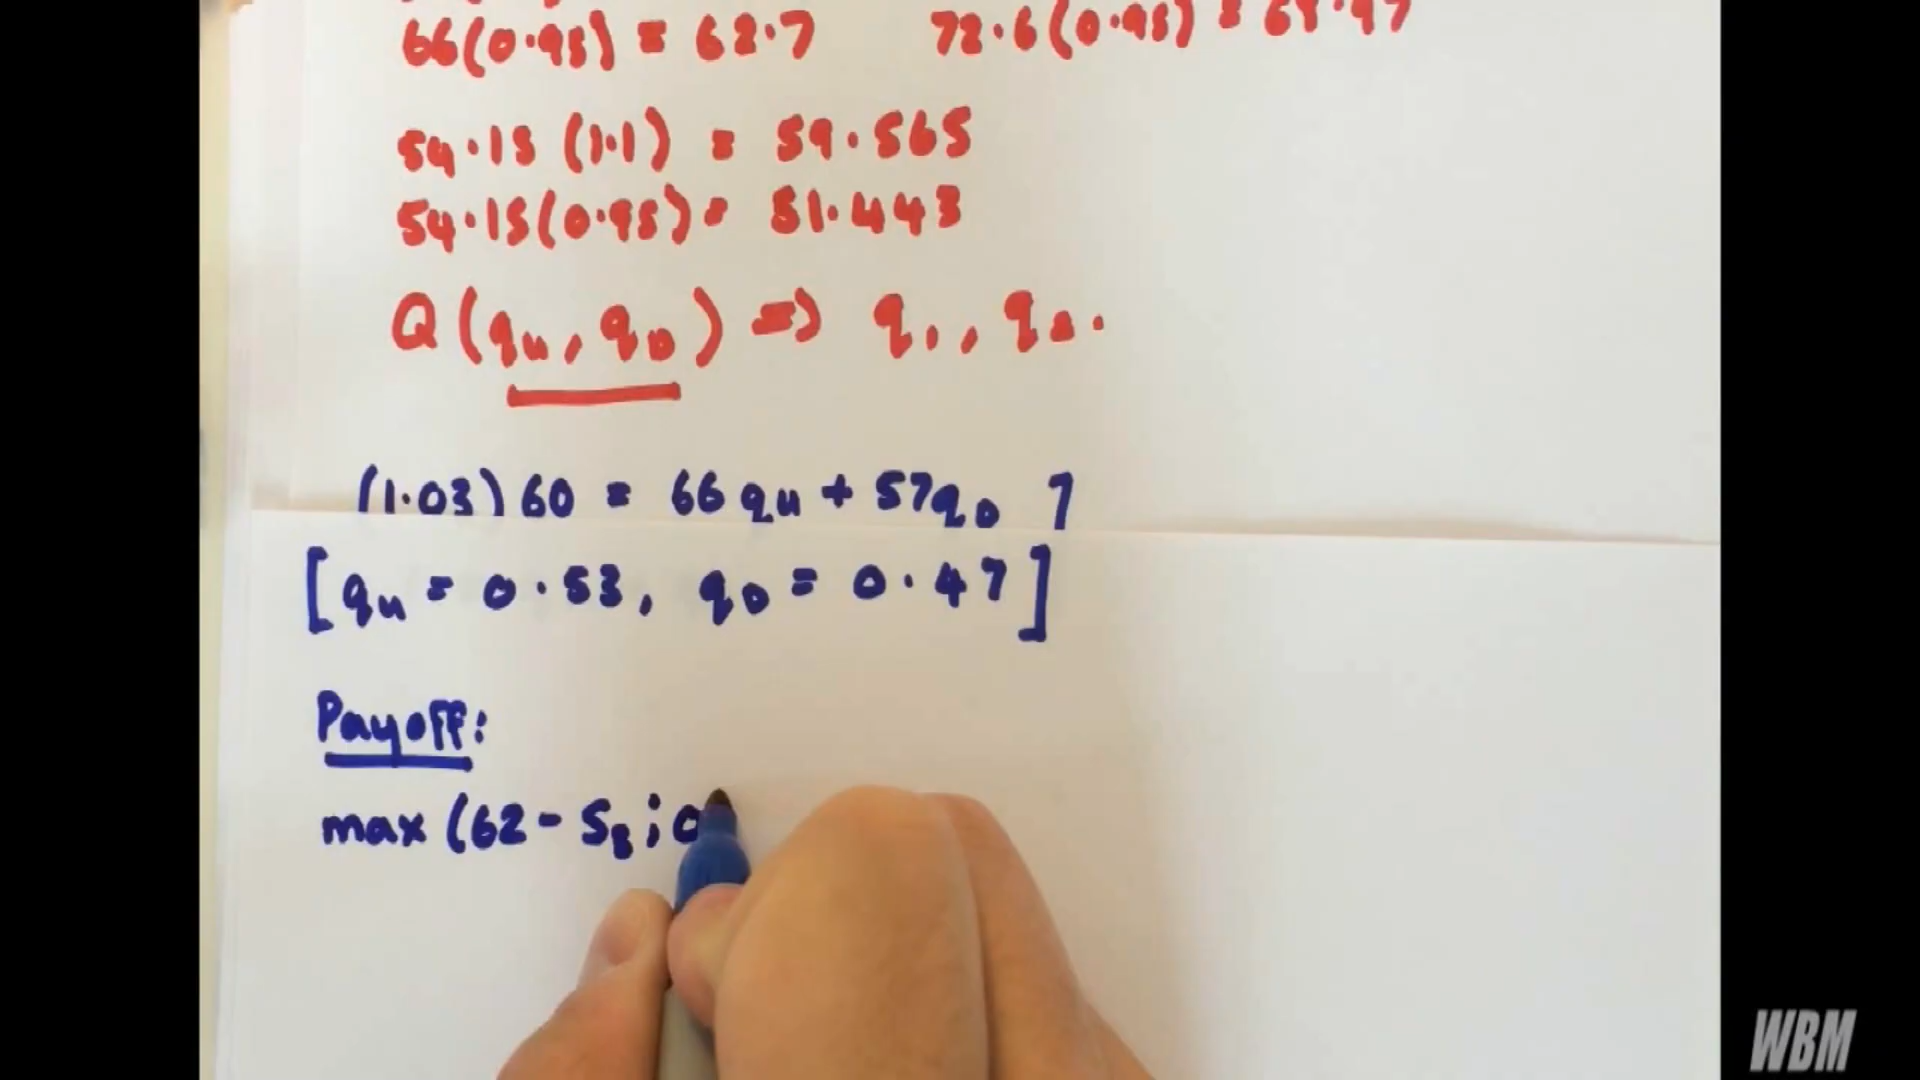 66(0.95) = 62.7 72.6(0.95) = 68.97
54.15 (1.1) = 59.565
54.15(0.95) = 51.443
Q (qu, qD) => q1, q2.
(1.03) 60 = 66 qu + 57qD
[qu = 0.53, qD = 0.47]
Payoff:
max (62 - S3 ; 0
WBM